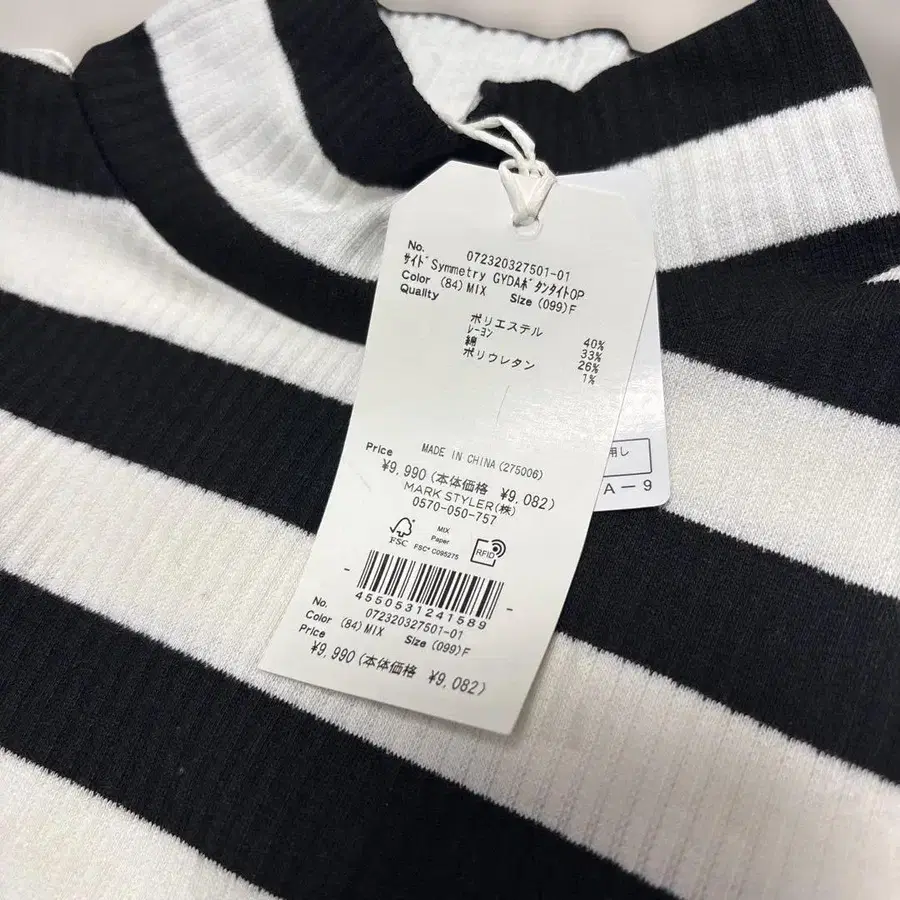 No. 072320327501-01
ｻｲﾄﾞSymmetry GYDAﾎﾞﾀﾝﾀｲﾄOP
Color (84)MIX Size (099)F
Quality
ポリエステル 40%
ﾚｰﾖﾝ 33%
綿 26%
ポリウレタン 1%
MADE IN CHINA(275006)
Price ¥9,990(本体価格 ¥9,082)
MARK STYLER(株)
0570-050-757
FSC
MIX
Paper
FSC® C095275
RFID
4550531241589
No. 072320327501-01
Color (84)MIX Size (099)F
Price
¥9,990(本体価格 ¥9,082)
用し
A-9